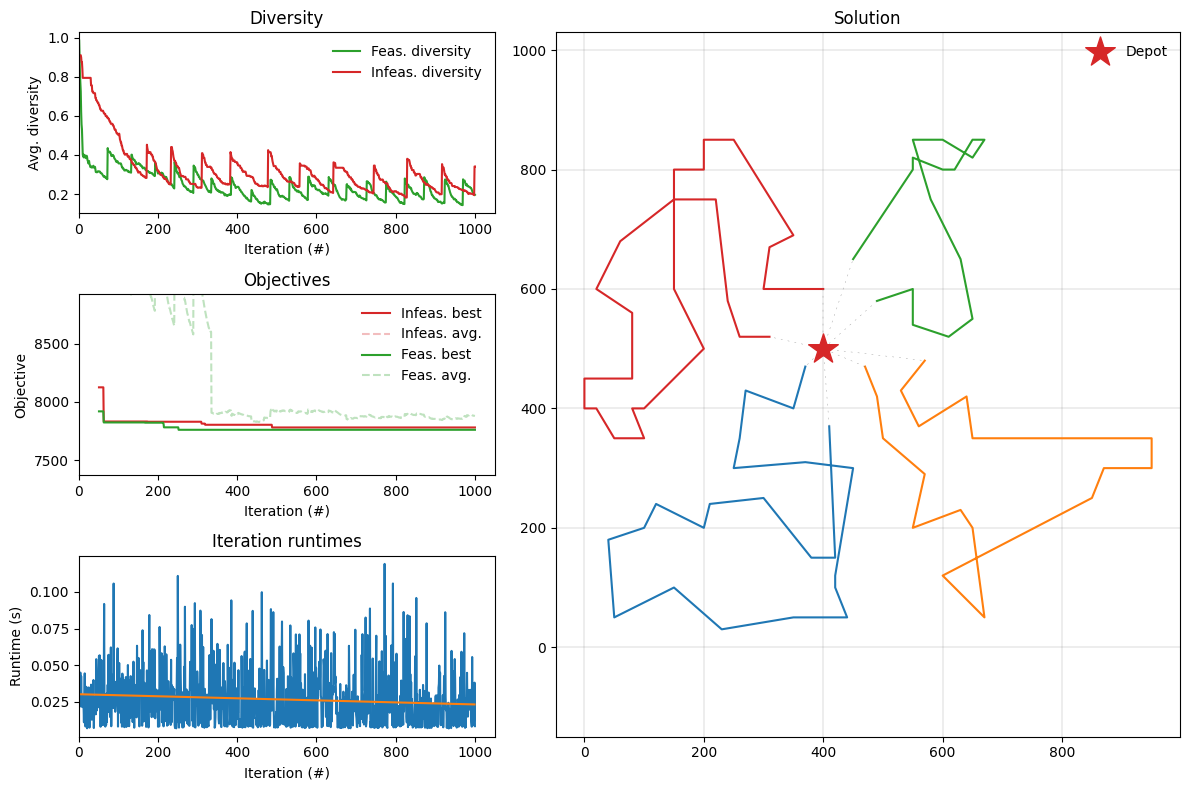 Diversity
Avg. diversity
1.0
0.8
0.6
0.4
0.2
Feas. diversity
Infeas. diversity
0 200 400 600 800 1000
Iteration (#)
Objectives
Objective
8500
8000
7500
Infeas. best
Infeas. avg.
Feas. best
Feas. avg.
0 200 400 600 800 1000
Iteration (#)
Iteration runtimes
Runtime (s)
0.100
0.075
0.050
0.025
0 200 400 600 800 1000
Iteration (#)
Solution
Depot
1000
800
600
400
200
0
0 200 400 600 800